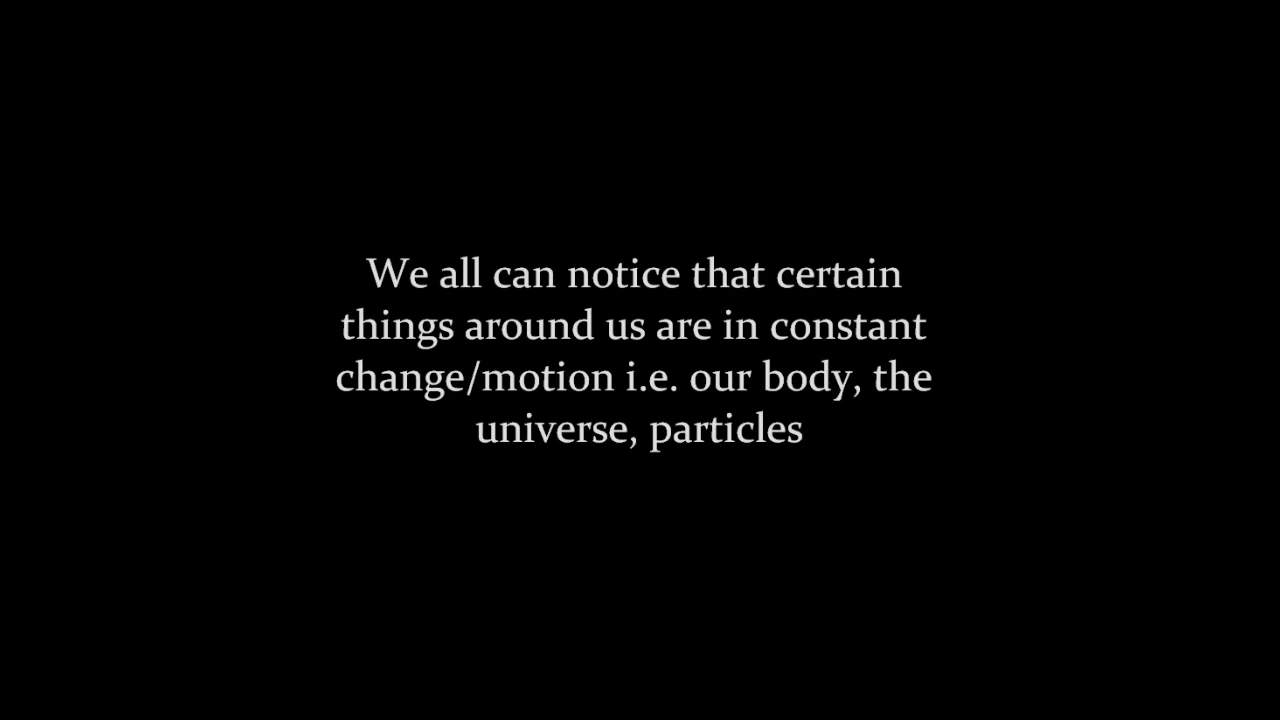 We all can notice that certain
things around us are in constant
change/motion i.e. our body, the
universe, particles